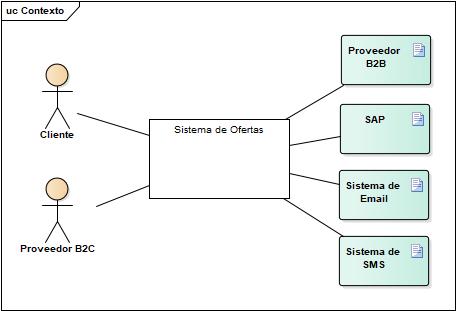 uc Contexto
Cliente
Proveedor B2C
Sistema de Ofertas
Proveedor
B2B
SAP
Sistema de
Email
Sistema de
SMS